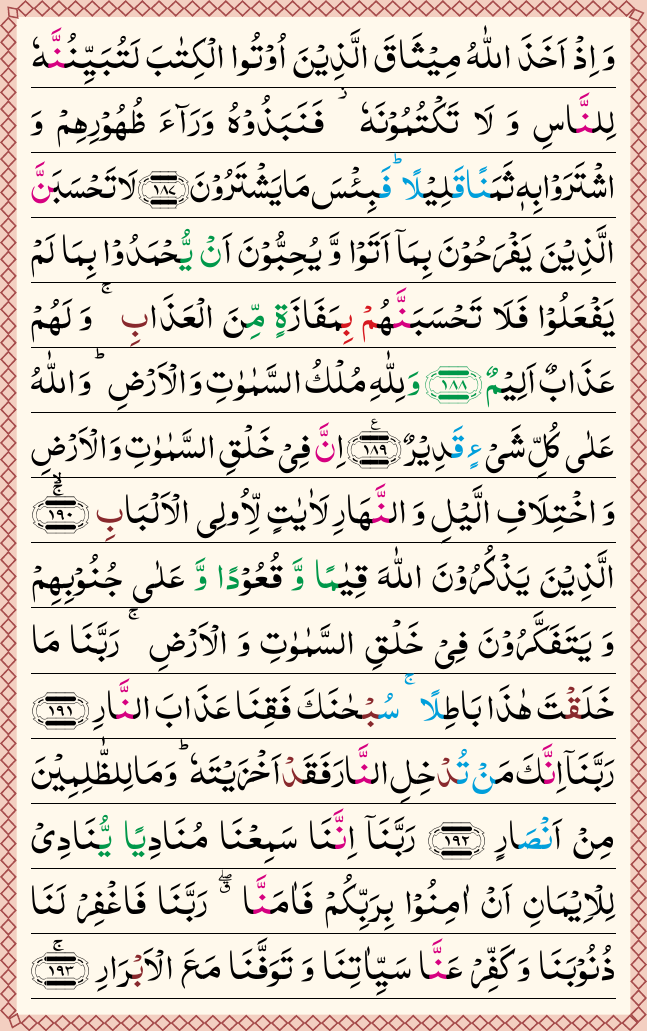 وَاِذْ اَخَذَ اللّٰهُ مِيْثَاقَ الَّذِيْنَ اُوْتُوا الْكِتٰبَ لَتُبَيِّنُنَّهٗ
لِلنَّاسِ وَ لَا تَكْتُمُوْنَهٗ ۫ فَنَبَذُوْهُ وَرَآءَ ظُهُوْرِهِمْ وَ
اشْتَرَوْا بِهٖ ثَمَنًا قَلِيْلًا ؕ فَبِئْسَ مَا يَشْتَرُوْنَ ﴿۱۸۷﴾ لَا تَحْسَبَنَّ
الَّذِيْنَ يَفْرَحُوْنَ بِمَاۤ اَتَوْا وَّ يُحِبُّوْنَ اَنْ يُّحْمَدُوْا بِمَا لَمْ
يَفْعَلُوْا فَلَا تَحْسَبَنَّهُمْ بِمَفَازَةٍ مِّنَ الْعَذَابِ ۚ وَ لَهُمْ
عَذَابٌ اَلِيْمٌ ﴿۱۸۸﴾ وَلِلّٰهِ مُلْكُ السَّمٰوٰتِ وَ الْاَرْضِ ؕ وَ اللّٰهُ
عَلٰى كُلِّ شَیْءٍ قَدِيْرٌ ﴿۱۸۹﴾ ع اِنَّ فِیْ خَلْقِ السَّمٰوٰتِ وَ الْاَرْضِ
وَ اخْتِلَافِ الَّيْلِ وَ النَّهَارِ لَاٰيٰتٍ لِّاُولِی الْاَلْبَابِ ﴿۱۹۰﴾ ۚۙ
الَّذِيْنَ يَذْكُرُوْنَ اللّٰهَ قِيٰمًا وَّ قُعُوْدًا وَّ عَلٰى جُنُوْبِهِمْ
وَ يَتَفَكَّرُوْنَ فِیْ خَلْقِ السَّمٰوٰتِ وَ الْاَرْضِ ۚ رَبَّنَا مَا
خَلَقْتَ هٰذَا بَاطِلًا ۚ سُبْحٰنَكَ فَقِنَا عَذَابَ النَّارِ ﴿۱۹۱﴾
رَبَّنَاۤ اِنَّكَ مَنْ تُدْخِلِ النَّارَ فَقَدْ اَخْزَيْتَهٗ ؕ وَمَا لِلظّٰلِمِيْنَ
مِنْ اَنْصَارٍ ﴿۱۹۲﴾ رَبَّنَاۤ اِنَّنَا سَمِعْنَا مُنَادِيًا يُّنَادِیْ
لِلْاِيْمَانِ اَنْ اٰمِنُوْا بِرَبِّكُمْ فَاٰمَنَّا ۖۗ رَبَّنَا فَاغْفِرْ لَنَا
ذُنُوْبَنَا وَ كَفِّرْ عَنَّا سَيِّاٰتِنَا وَ تَوَفَّنَا مَعَ الْاَبْرَارِ ﴿۱۹۳﴾ ۚ